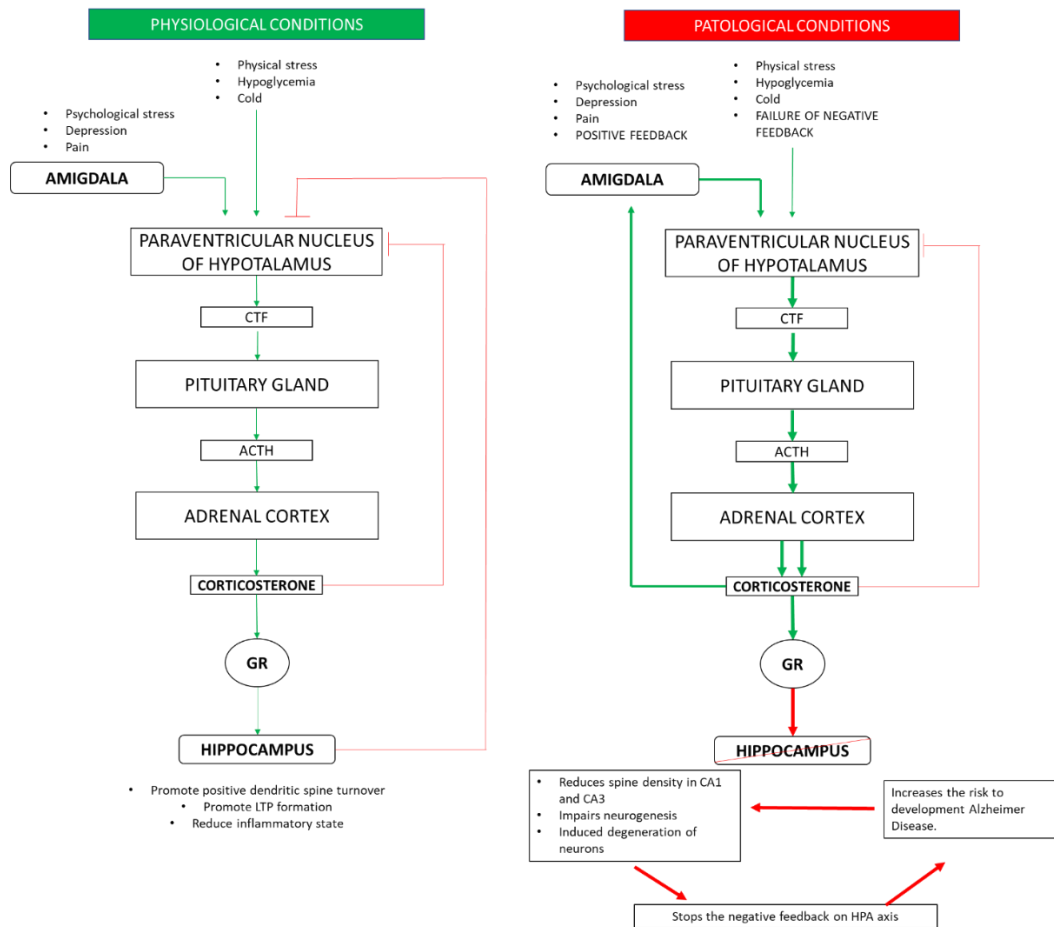 PHYSIOLOGICAL CONDITIONS
• Physical stress
• Hypoglycemia
• Cold
• Psychological stress
• Depression
• Pain
AMIGDALA
PARAVENTRICULAR NUCLEUS
OF HYPOTALAMUS
CTF
PITUITARY GLAND
ACTH
ADRENAL CORTEX
CORTICOSTERONE
GR
HIPPOCAMPUS
• Promote positive dendritic spine turnover
• Promote LTP formation
• Reduce inflammatory state
PATOLOGICAL CONDITIONS
• Physical stress
• Hypoglycemia
• Cold
• FAILURE OF NEGATIVE
FEEDBACK
• Psychological stress
• Depression
• Pain
• POSITIVE FEEDBACK
AMIGDALA
PARAVENTRICULAR NUCLEUS
OF HYPOTALAMUS
CTF
PITUITARY GLAND
ACTH
ADRENAL CORTEX
CORTICOSTERONE
GR
HIPPOCAMPUS
• Reduces spine density in CA1
and CA3
• Impairs neurogenesis
• Induced degeneration of
neurons
Increases the risk to
development Alzheimer
Disease.
Stops the negative feedback on HPA axis